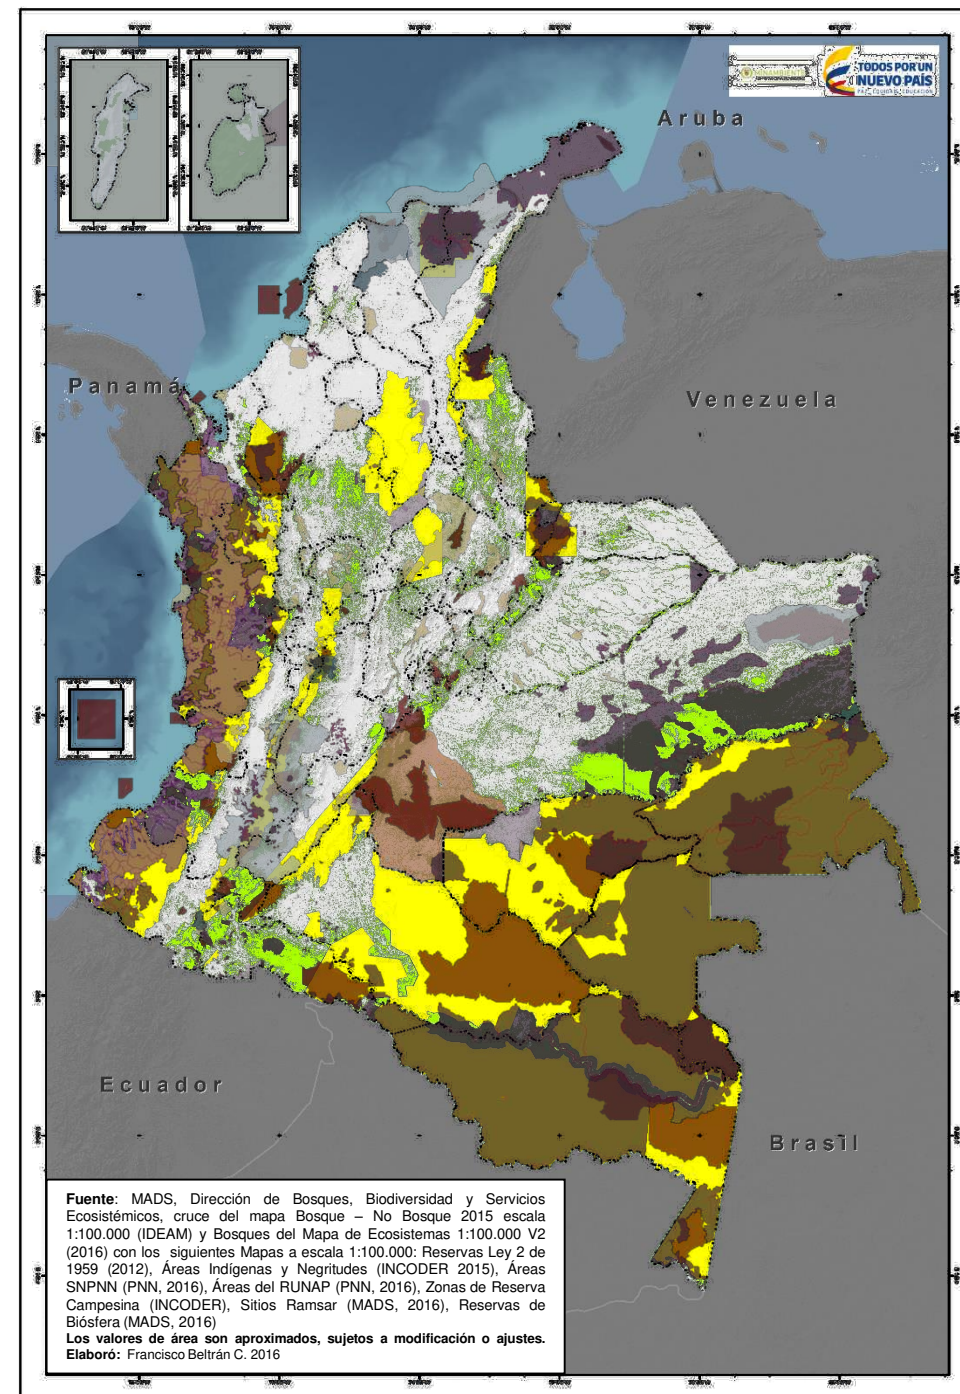 MINAMBIENTE
TODOS POR UN
NUEVO PAÍS
PAZ EQUIDAD EDUCACIÓN
Aruba
Panamá
Venezuela
Ecuador
Brasil
Fuente: MADS, Dirección de Bosques, Biodiversidad y Servicios
Ecosistémicos, cruce del mapa Bosque – No Bosque 2015 escala
1:100.000 (IDEAM) y Bosques del Mapa de Ecosistemas 1:100.000 V2
(2016) con los siguientes Mapas a escala 1:100.000: Reservas Ley 2 de
1959 (2012), Áreas Indígenas y Negritudes (INCODER 2015), Áreas
SNPNN (PNN, 2016), Áreas del RUNAP (PNN, 2016), Zonas de Reserva
Campesina (INCODER), Sitios Ramsar (MADS, 2016), Reservas de
Biósfera (MADS, 2016)
Los valores de área son aproximados, sujetos a modificación o ajustes.
Elaboró: Francisco Beltrán C. 2016